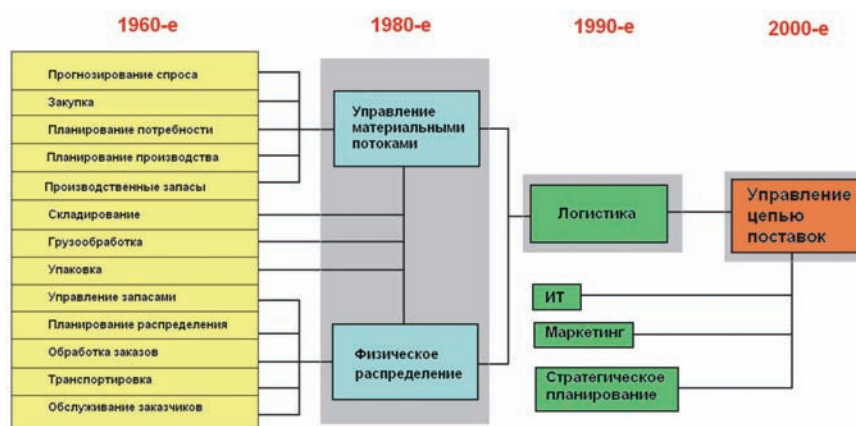 1960-е
1980-е
1990-е
2000-е
Прогнозирование спроса
Закупка
Планирование потребности
Планирование производства
Производственные запасы
Складирование
Грузообработка
Упаковка
Управление запасами
Планирование распределения
Обработка заказов
Транспортировка
Обслуживание заказчиков
Управление
материальными
потоками
Физическое
распределение
Логистика
ИТ
Маркетинг
Стратегическое
планирование
Управление
цепью
поставок